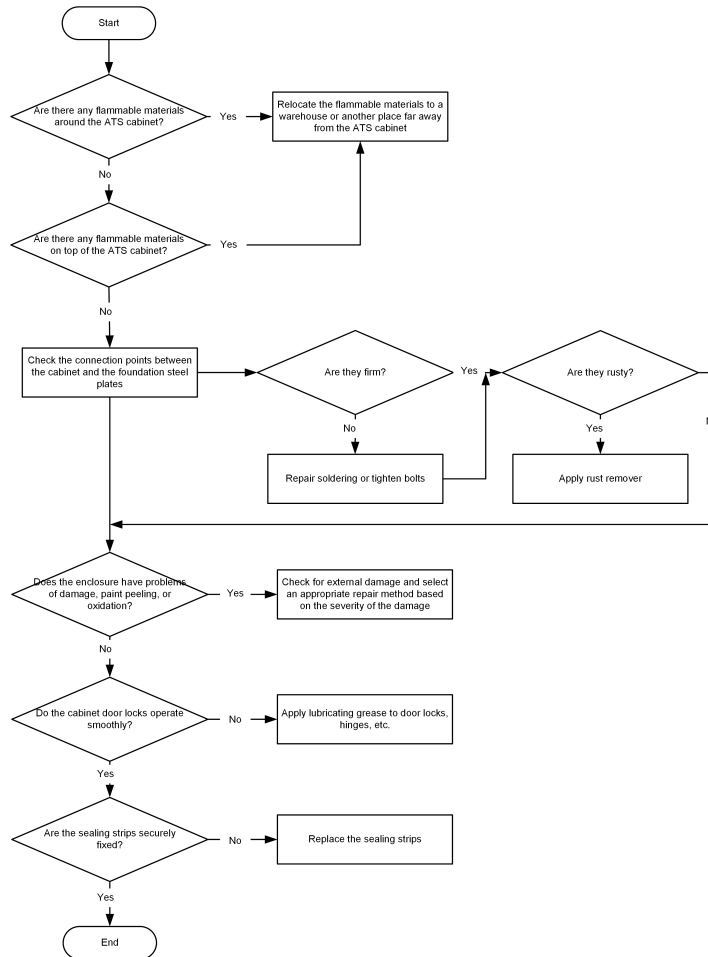 Start
Are there any flammable materials
around the ATS cabinet?
Yes
Relocate the flammable materials to a
warehouse or another place far away
from the ATS cabinet
No
Are there any flammable materials
on top of the ATS cabinet?
Yes
No
Check the connection points between
the cabinet and the foundation steel
plates
Are they firm?
Yes
Are they rusty?
No
Yes
Repair soldering or tighten bolts
Apply rust remover
Does the enclosure have problems
of damage, paint peeling, or
oxidation?
Yes
Check for external damage and select
an appropriate repair method based
on the severity of the damage
No
Do the cabinet door locks operate
smoothly?
No
Apply lubricating grease to door locks,
hinges, etc.
Yes
Are the sealing strips securely
fixed?
No
Replace the sealing strips
Yes
End